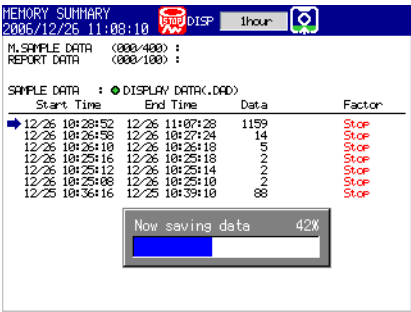 MEMORY SUMMARY
2006/12/26 11:08:10 STOP DISP 1hour
M.SAMPLE DATA (000/400) :
REPORT DATA (000/100) :
SAMPLE DATA : DISPLAY DATA(.DAD)
Start Time End Time Data Factor
12/26 10:28:52 12/26 11:07:28 1159 Stop
12/26 10:26:58 12/26 10:27:24 14 Stop
12/26 10:26:10 12/26 10:26:18 5 Stop
12/26 10:25:16 12/26 10:25:18 2 Stop
12/26 10:25:12 12/26 10:25:14 2 Stop
12/26 10:25:08 12/26 10:25:10 2 Stop
12/25 10:36:16 12/25 10:39:10 88 Stop
Now saving data 42%